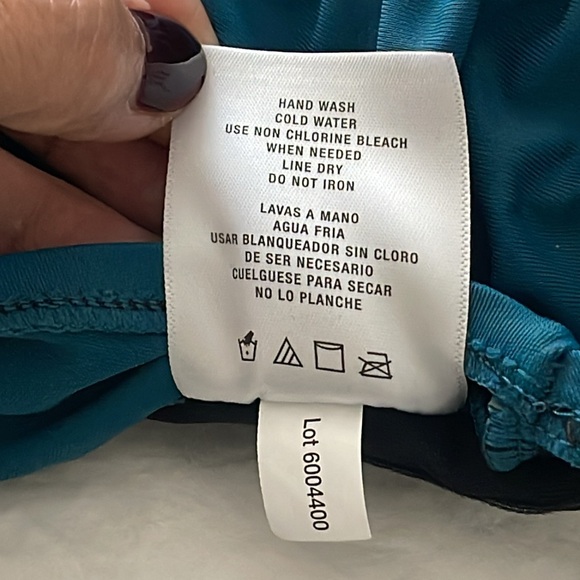 HAND WASH
COLD WATER
USE NON CHLORINE BLEACH
WHEN NEEDED
LINE DRY
DO NOT IRON
LAVAS A MANO
AGUA FRIA
USAR BLANQUEADOR SIN CLORO
DE SER NECESARIO
CUELGUESE PARA SECAR
NO LO PLANCHE
Lot 6004400